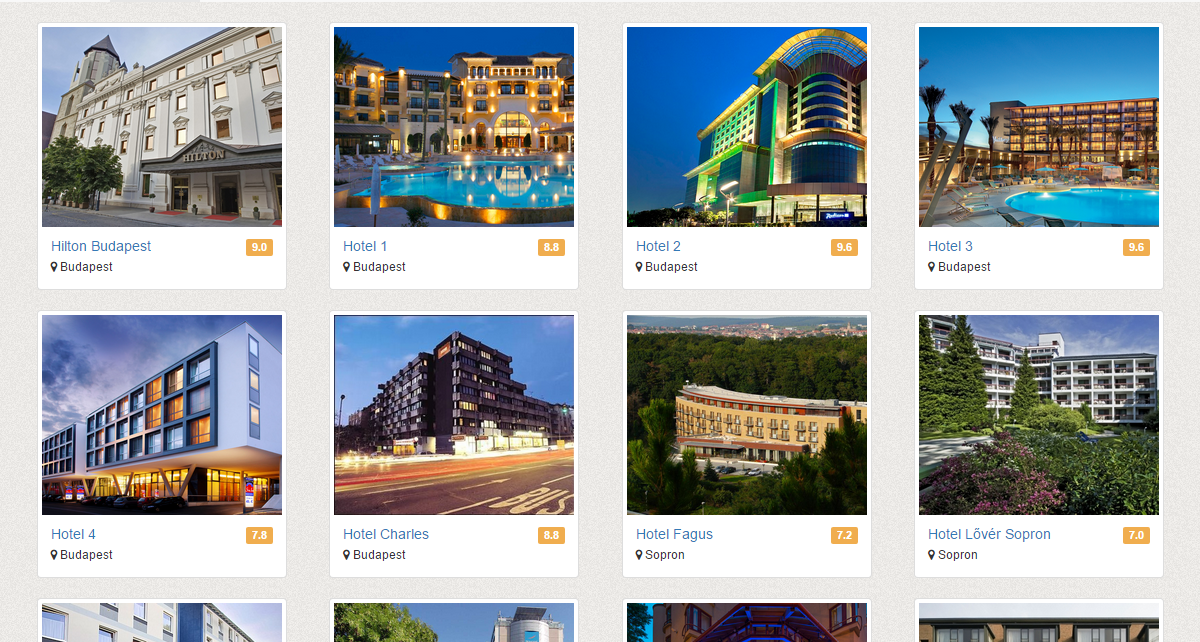 HILTON
Hilton Budapest 9.0
Budapest
Hotel 1 8.8
Budapest
Radisson
Hotel 2 9.6
Budapest
Hotel 3 9.6
Budapest
Hotel 4 7.8
Budapest
BUS
Hotel Charles 8.8
Budapest
Hotel Fagus 7.2
Sopron
Hotel Lővér Sopron 7.0
Sopron